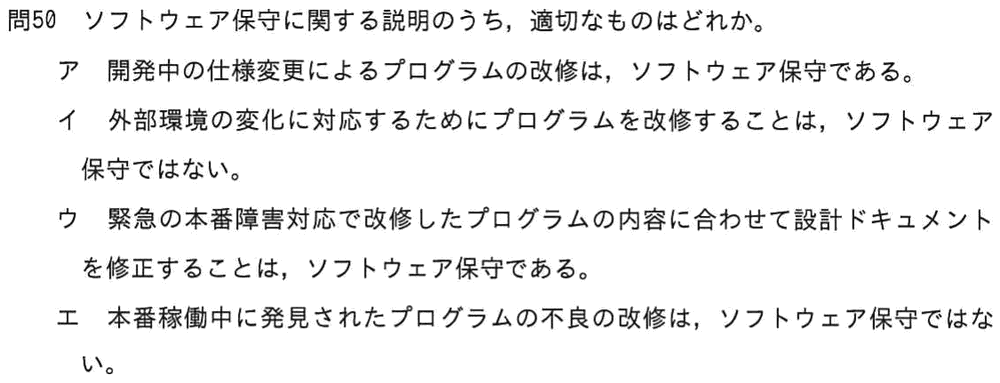 問50 ソフトウェア保守に関する説明のうち，適切なものはどれか。
ア 開発中の仕様変更によるプログラムの改修は，ソフトウェア保守である。
イ 外部環境の変化に対応するためにプログラムを改修することは，ソフトウェア
保守ではない。
ウ 緊急の本番障害対応で改修したプログラムの内容に合わせて設計ドキュメント
を修正することは，ソフトウェア保守である。
エ 本番稼働中に発見されたプログラムの不良の改修は，ソフトウェア保守ではな
い。